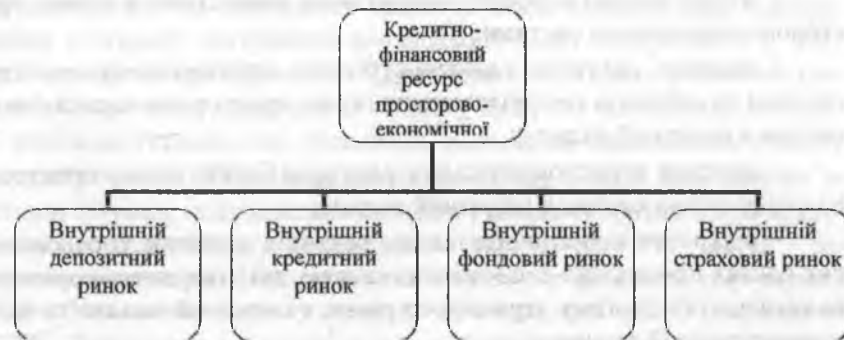 Кредитно-
фінансовий
ресурс
просторово-
економічної
Внутрішній
депозитний
ринок
Внутрішній
кредитний
ринок
Внутрішній
фондовий ринок
Внутрішній
страховий ринок